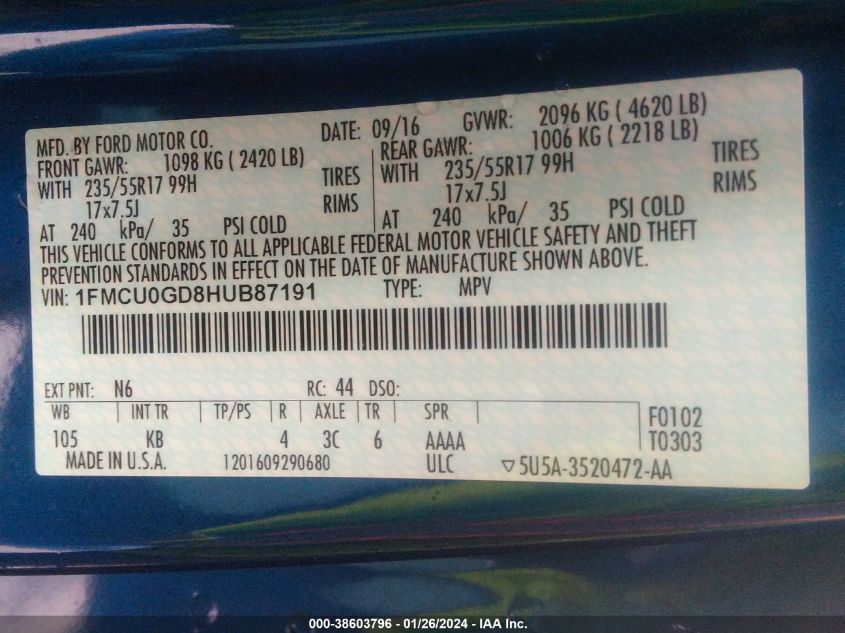 MFD. BY FORD MOTOR CO. DATE: 09/16 GVWR: 2096 KG ( 4620 LB)
FRONT GAWR: 1098 KG ( 2420 LB) REAR GAWR: 1006 KG ( 2218 LB)
WITH 235/55R17 99H TIRES WITH 235/55R17 99H TIRES
17x7.5J RIMS 17x7.5J RIMS
AT 240 kPa/ 35 PSI COLD AT 240 kPa/ 35 PSI COLD
THIS VEHICLE CONFORMS TO ALL APPLICABLE FEDERAL MOTOR VEHICLE SAFETY AND THEFT
PREVENTION STANDARDS IN EFFECT ON THE DATE OF MANUFACTURE SHOWN ABOVE.
VIN: 1FMCU0GD8HUB87191 TYPE: MPV
EXT PNT: N6 RC: 44 DSO:
WB INT TR TP/PS R AXLE TR SPR F0102
105 KB 4 3C 6 AAAA T0303
MADE IN U.S.A. 1201609290680 ULC ▽5U5A-3520472-AA
000-38603796 - 01/26/2024 - IAA Inc.